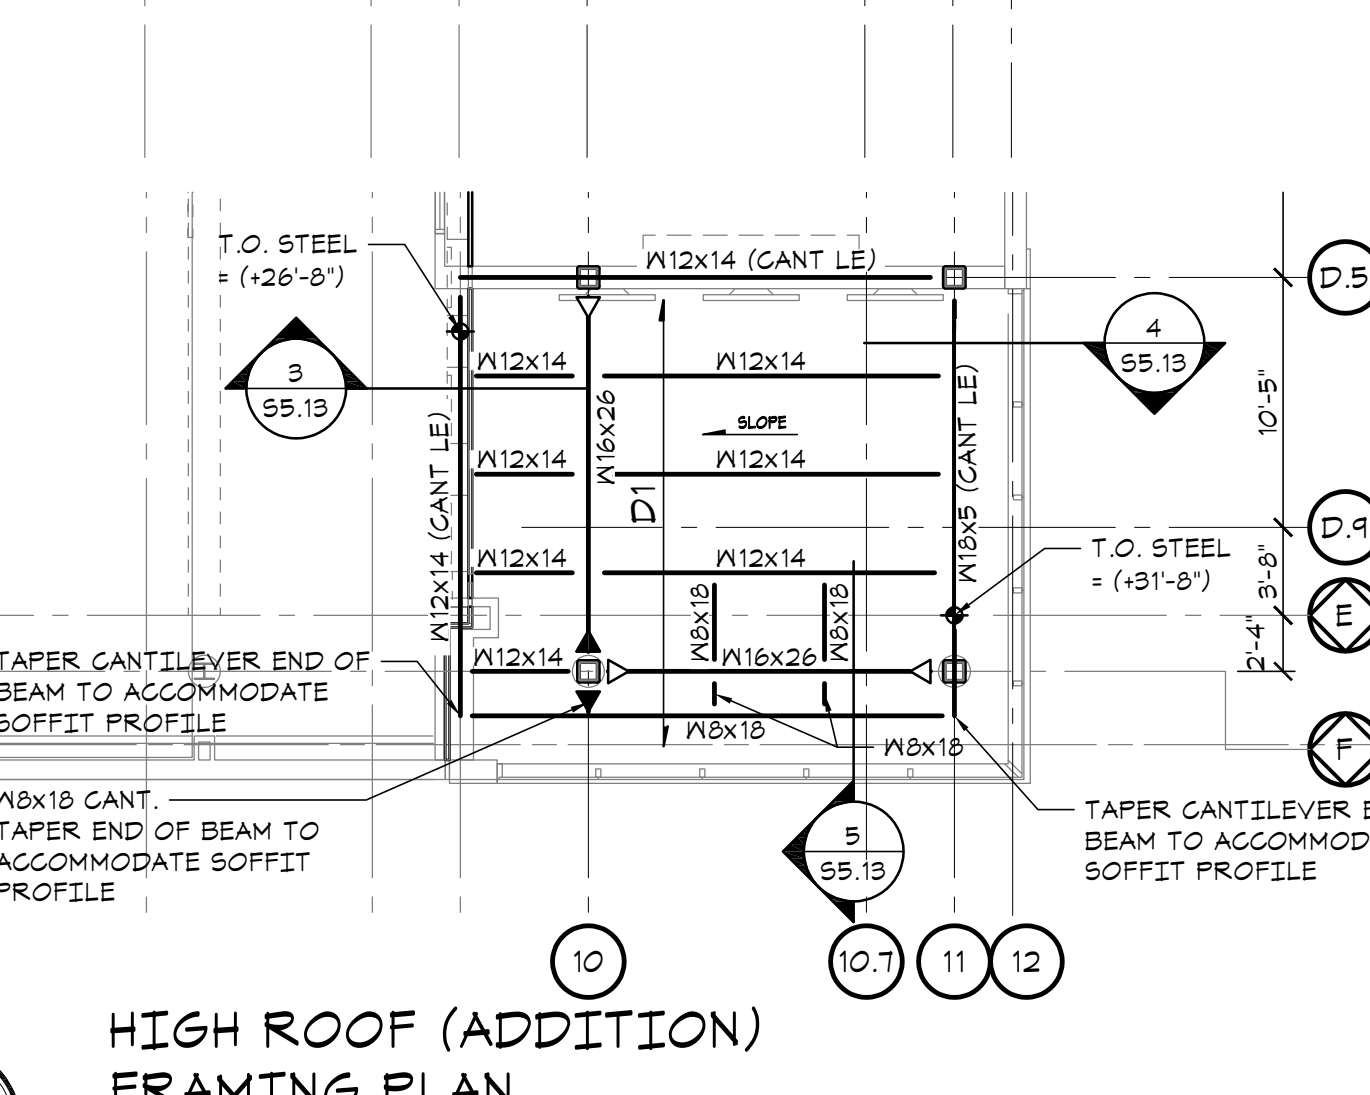 T.O. STEEL
= (+26'-8")
W12x14 (CANT LE)
D.5
3
S5.13
4
S5.13
W12x14
W12x14
W16x26
SLOPE
W12x14 (CANT LE)
W12x14
W12x14
D1
W18x5 (CANT LE)
10'-5"
D.9
W12x14
W12x14
T.O. STEEL
= (+31'-8")
3'-8"
W8x18
W8x18
E
2'-4"
TAPER CANTILEVER END OF
BEAM TO ACCOMMODATE
SOFFIT PROFILE
W12x14
W16x26
W8x18
W8x18
F
W8x18 CANT.
TAPER END OF BEAM TO
ACCOMMODATE SOFFIT
PROFILE
TAPER CANTILEVER E
BEAM TO ACCOMMOD
SOFFIT PROFILE
5
S5.13
10
10.7
11
12
HIGH ROOF (ADDITION)
FRAMING PLAN